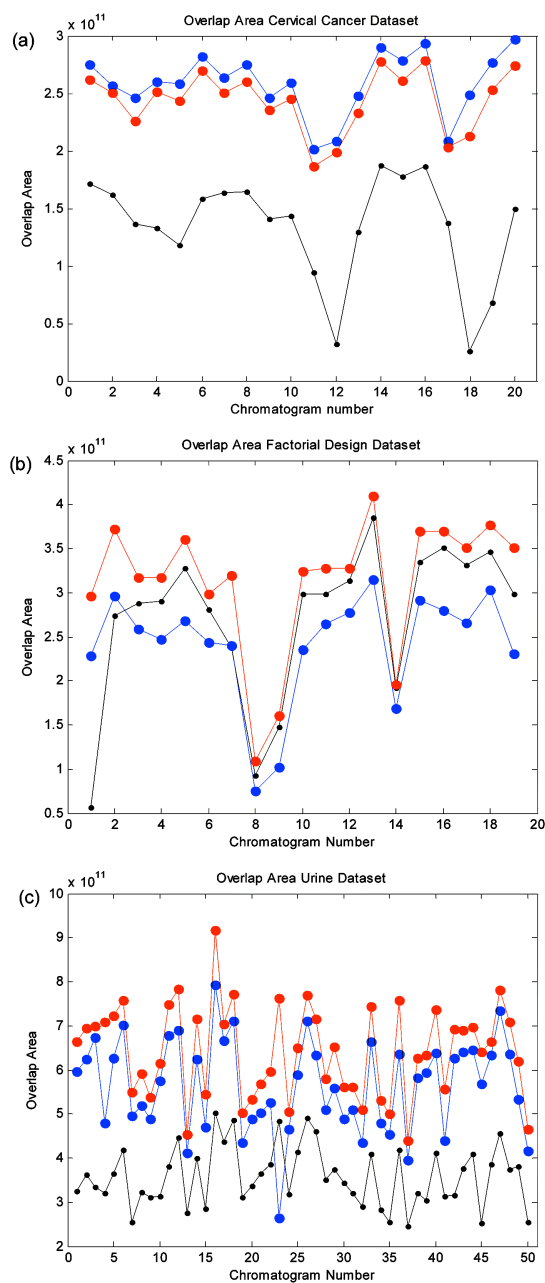 (a)
Overlap Area Cervical Cancer Dataset
x 10^11
3
2.5
2
1.5
1
0.5
0
Overlap Area
0 2 4 6 8 10 12 14 16 18 20
Chromatogram number
(b)
Overlap Area Factorial Design Dataset
x 10^11
4.5
4
3.5
3
2.5
2
1.5
1
0.5
Overlap Area
0 2 4 6 8 10 12 14 16 18 20
Chromatogram Number
(c)
Overlap Area Urine Dataset
x 10^11
10
9
8
7
6
5
4
3
2
Overlap Area
0 5 10 15 20 25 30 35 40 45 50
Chromatogram Number